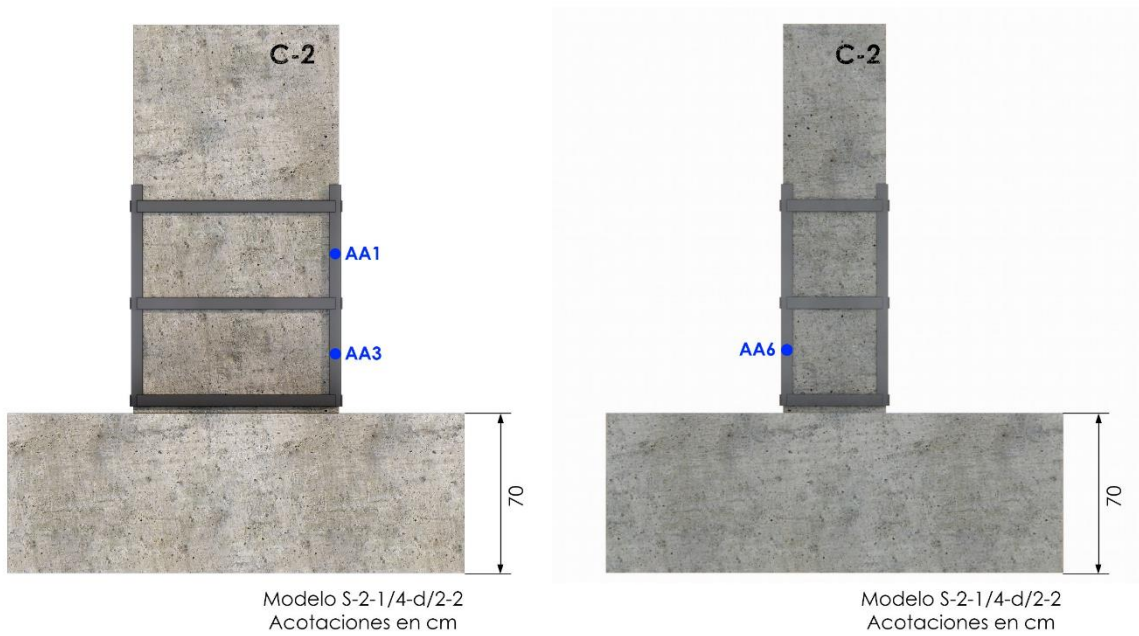 C-2
AA1
AA3
70
Modelo S-2-1/4-d/2-2
Acotaciones en cm
C-2
AA6
70
Modelo S-2-1/4-d/2-2
Acotaciones en cm